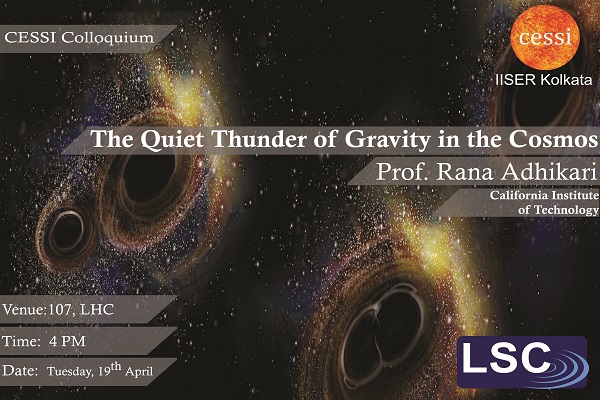 CESSI Colloquium
cessi
IISER Kolkata
The Quiet Thunder of Gravity in the Cosmos
Prof. Rana Adhikari
California Institute
of Technology
Venue:107, LHC
Time: 4 PM
Date: Tuesday, 19th April
LSC